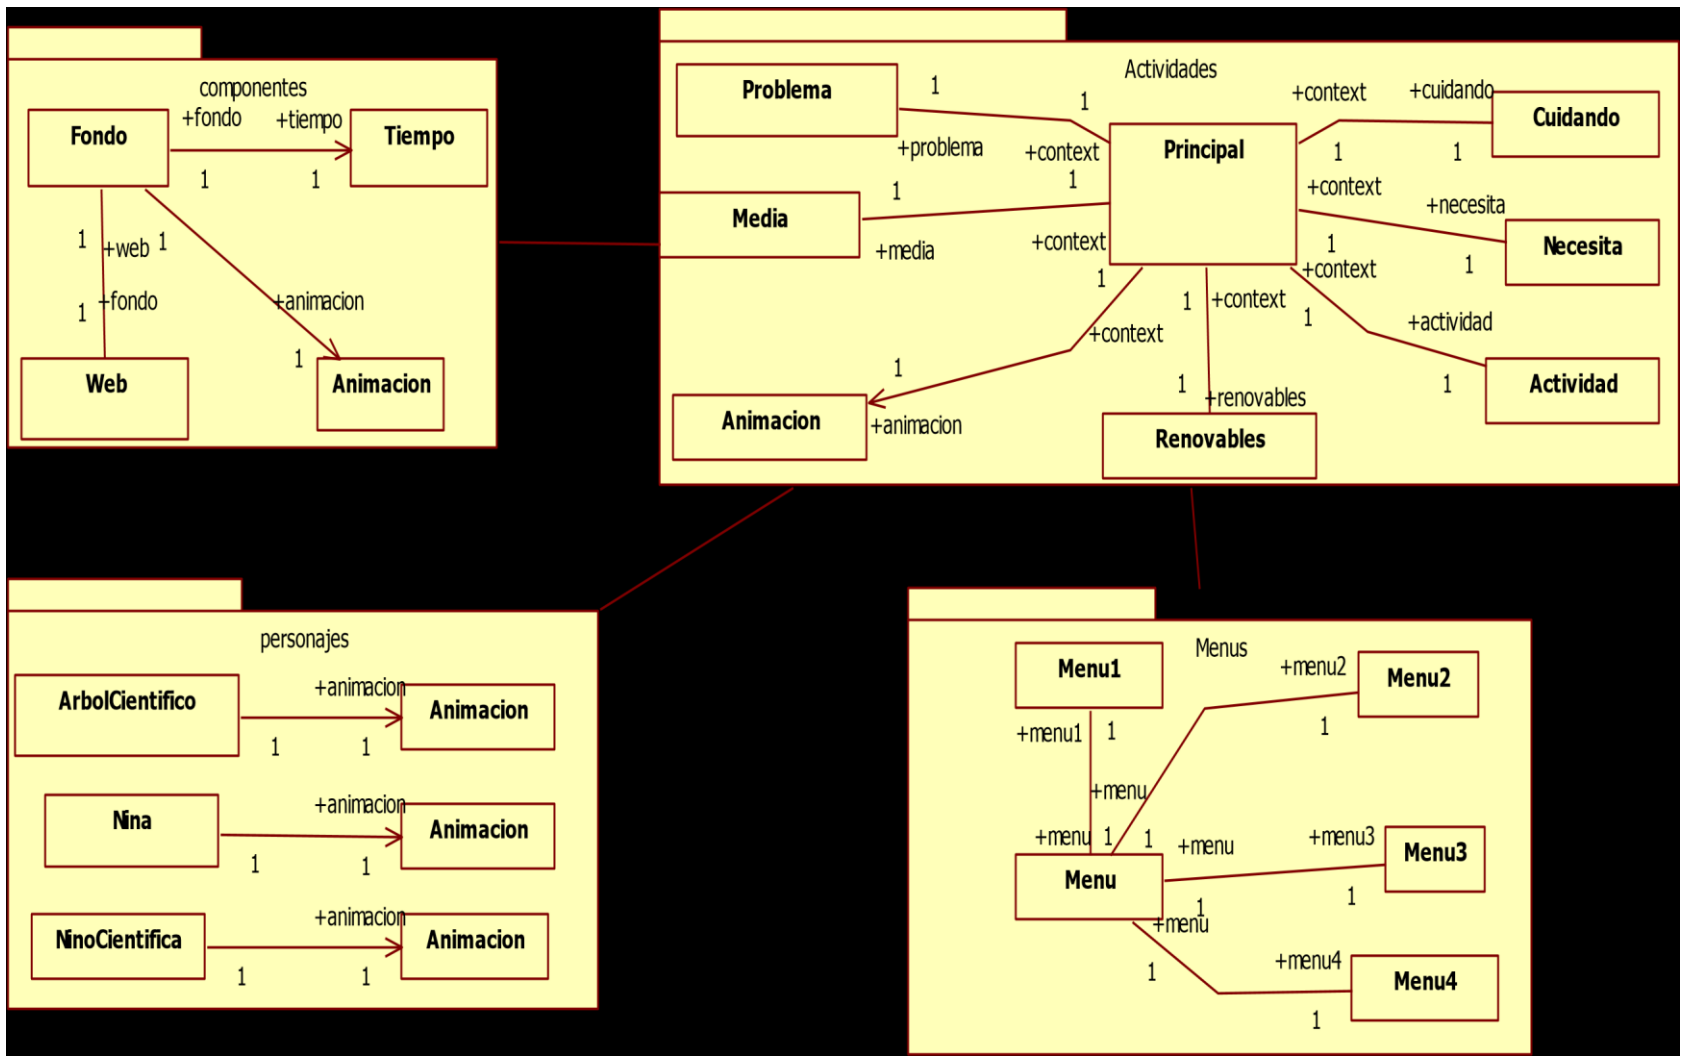 componentes
+fondo
+tiempo
Fondo
Tiempo
1
1
1
+web
1
+fondo
+animacion
1
1
Web
Animacion
Actividades
Problema
1
1
+context
+cuidando
Cuidando
Principal
+problema
+context
1
1
1
1
+context
Media
+necesita
+media
+context
1
1
Necesita
1
+context
1
+context
1
+actividad
+context
1
1
1
Actividad
+renovables
Animacion
+animacion
Renovables
personajes
+animacion
ArbolCientifico
Animacion
1
1
+animacion
Nina
Animacion
1
1
+animacion
NinoCientifica
Animacion
1
1
Menus
Menu1
+menu2
Menu2
+menu1
1
1
+menu
+menu
1
1
+menu
+menu3
Menu3
Menu
1
1
+menu
1
+menu4
Menu4
1